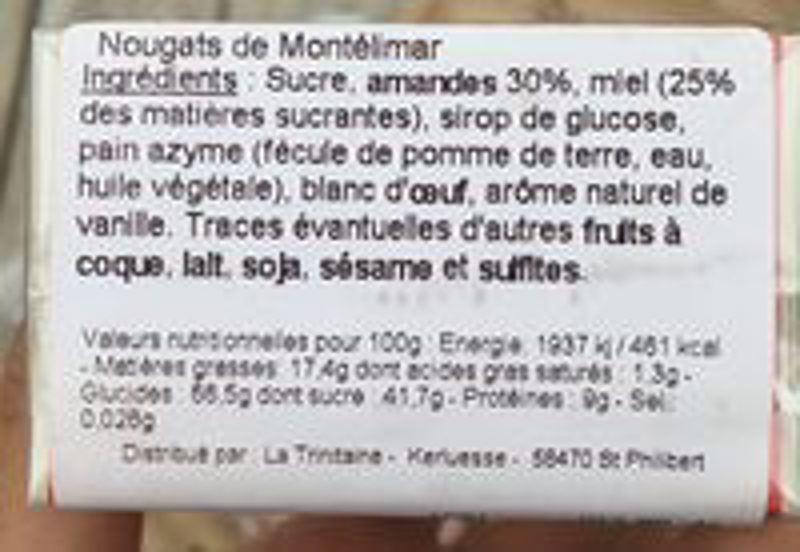 Nougats de Montélimar
Ingrédients : Sucre, amandes 30%, miel (25%
des matières sucrantes), sirop de glucose,
pain azyme (fécule de pomme de terre, eau,
huile végétale), blanc d'œuf, arôme naturel de
vanille. Traces évantuelles d'autres fruits à
coque, lait, soja, sésame et sulfites.
Valeurs nutritionnelles pour 100g : Energie : 1937 kj / 461 kcal
- Matières grasses : 17,4g dont acides gras saturés : 1,3g -
Glucides : 66.5g dont sucre : 41,7g - Protéines : 9g - Sel :
0,026g
Distribué par : La Trinitaine - Kerluesse - 56470 St Philibert